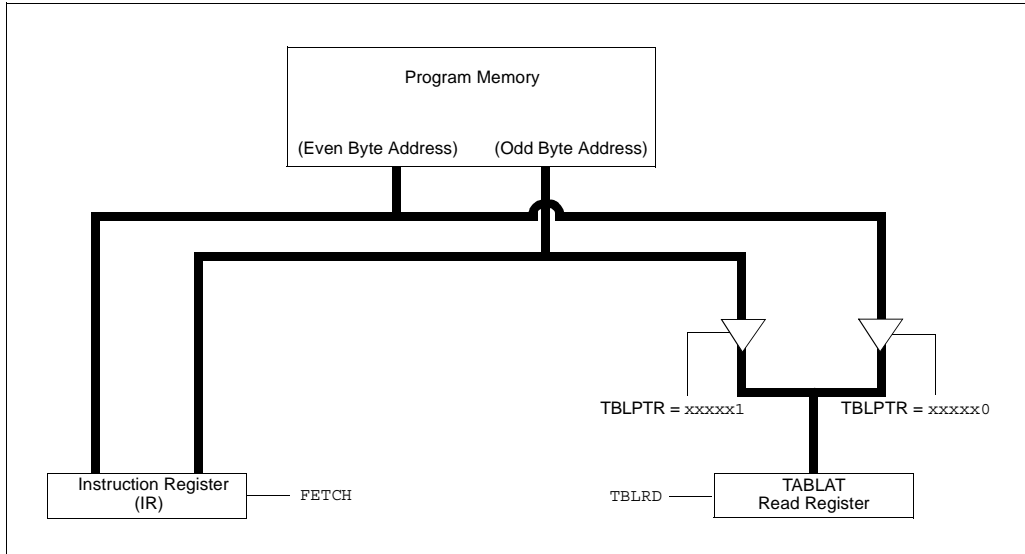 Program Memory
(Even Byte Address) (Odd Byte Address)
TBLPTR = xxxxx1
TBLPTR = xxxxx0
Instruction Register
(IR)
FETCH
TBLRD
TABLAT
Read Register